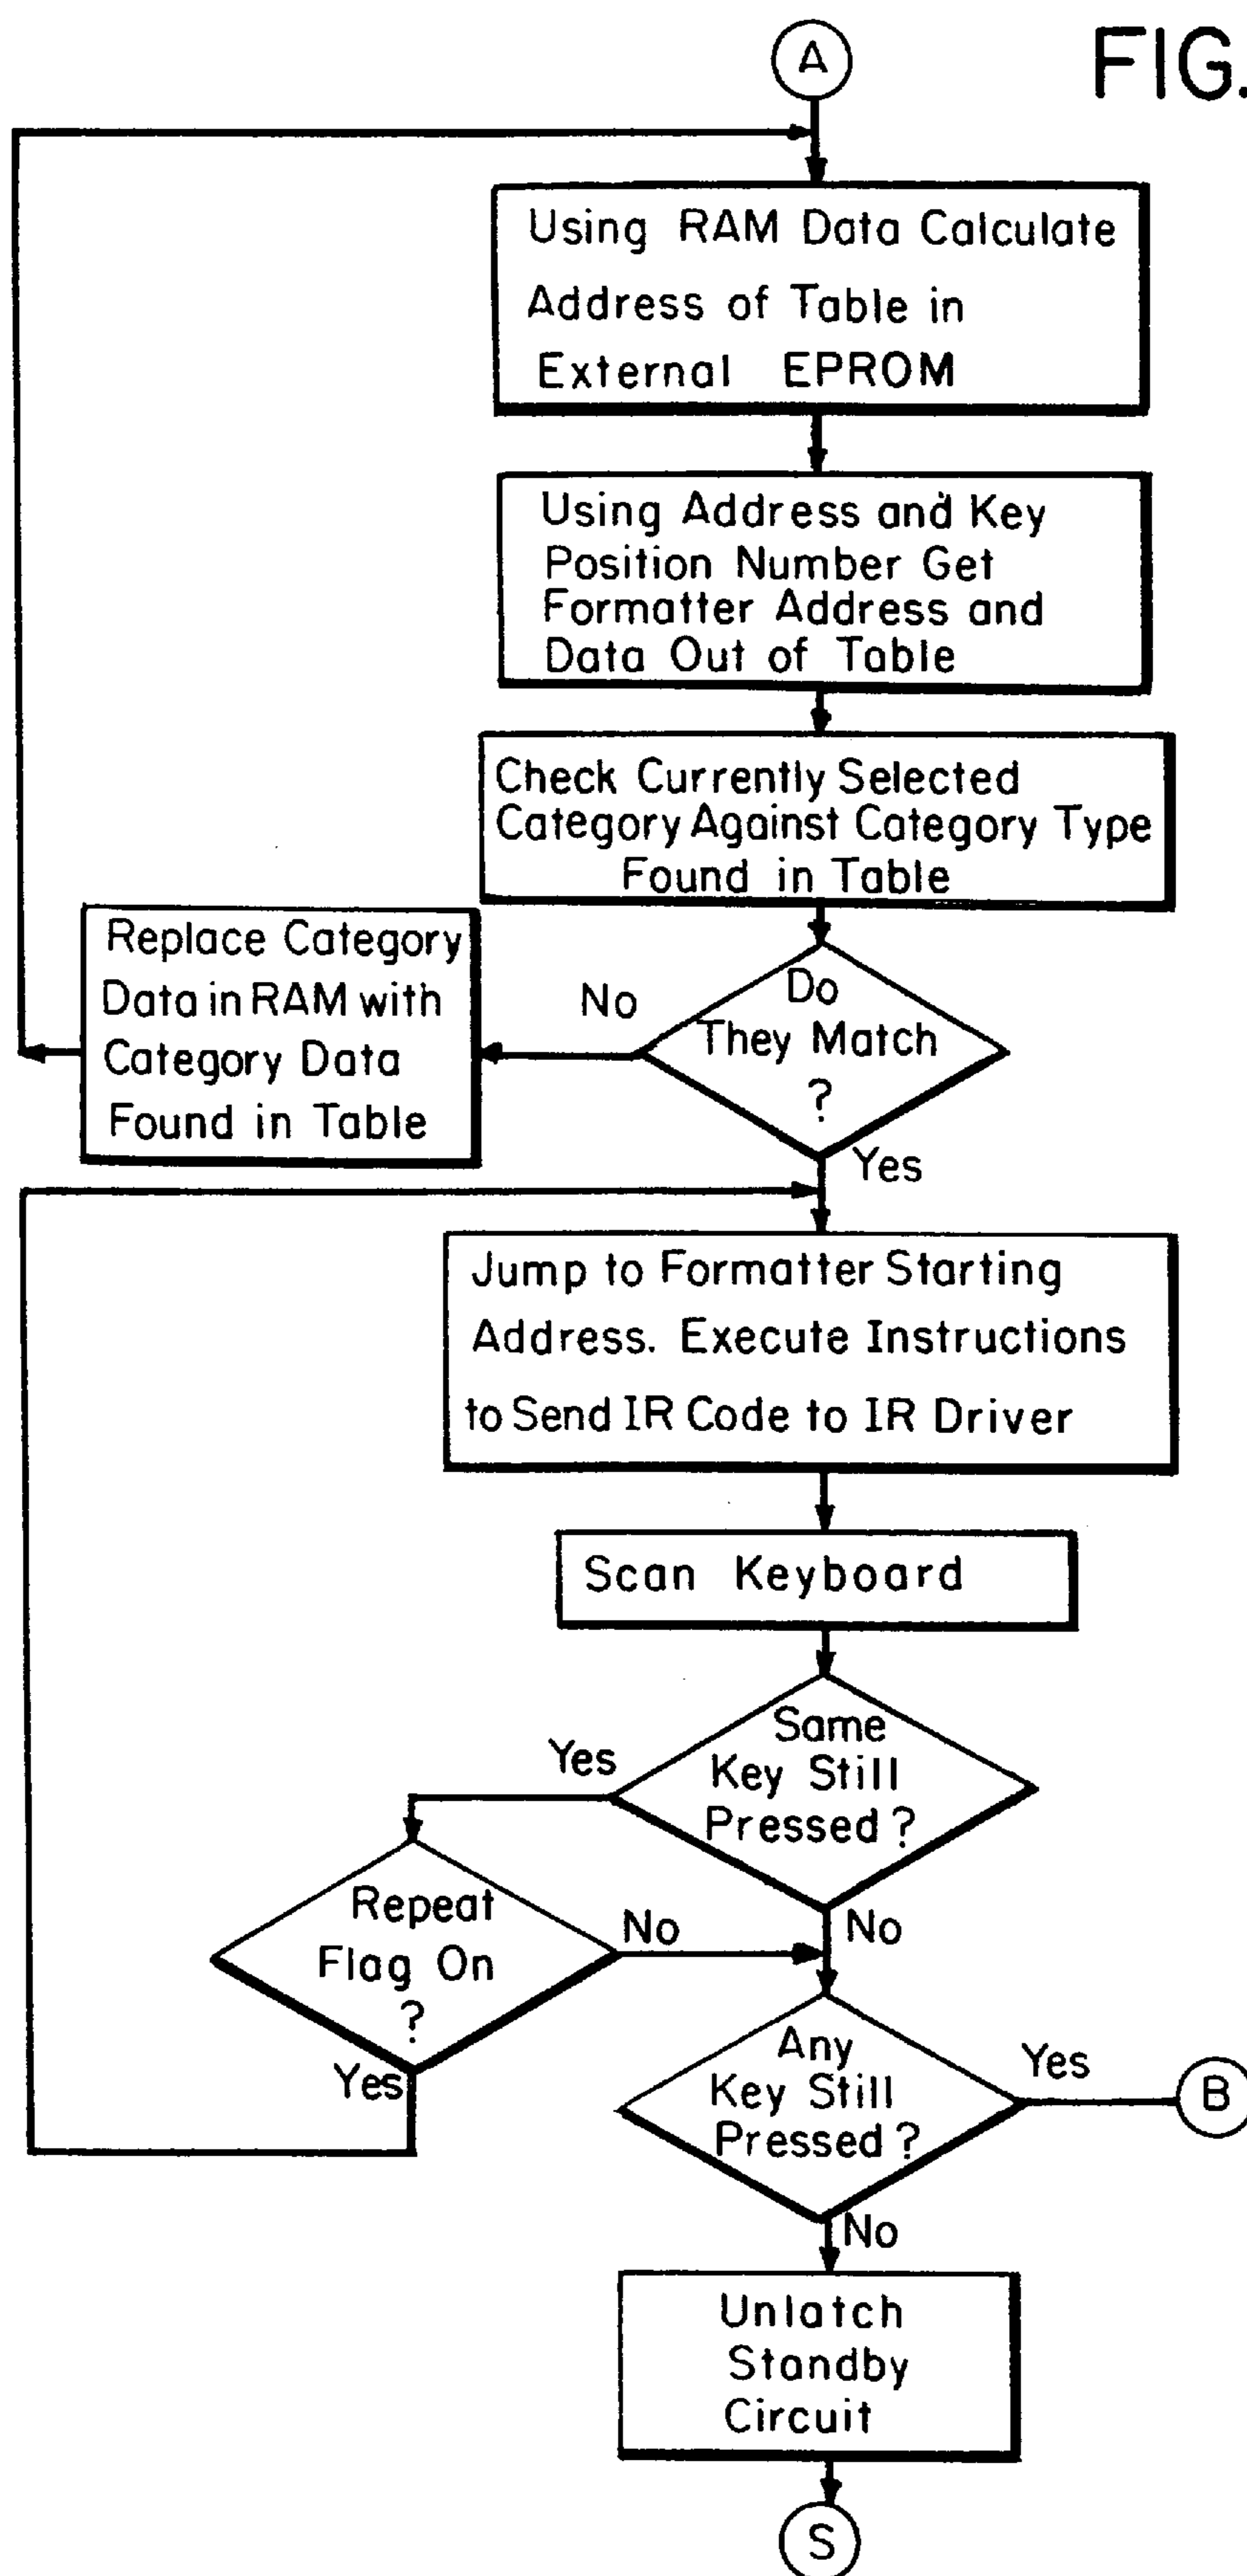 A
FIG.
Using RAM Data Calculate
Address of Table in
External EPROM
Using Address and Key
Position Number Get
Formatter Address and
Data Out of Table
Check Currently Selected
Category Against Category Type
Found in Table
Replace Category
Data in RAM with
Category Data
Found in Table
No
Do
They Match
?
Yes
Jump to Formatter Starting
Address. Execute Instructions
to Send IR Code to IR Driver
Scan Keyboard
Same
Key Still
Pressed ?
Yes
No
Repeat
Flag On
?
No
Yes
Any
Key Still
Pressed ?
Yes
B
No
Unlatch
Standby
Circuit
S